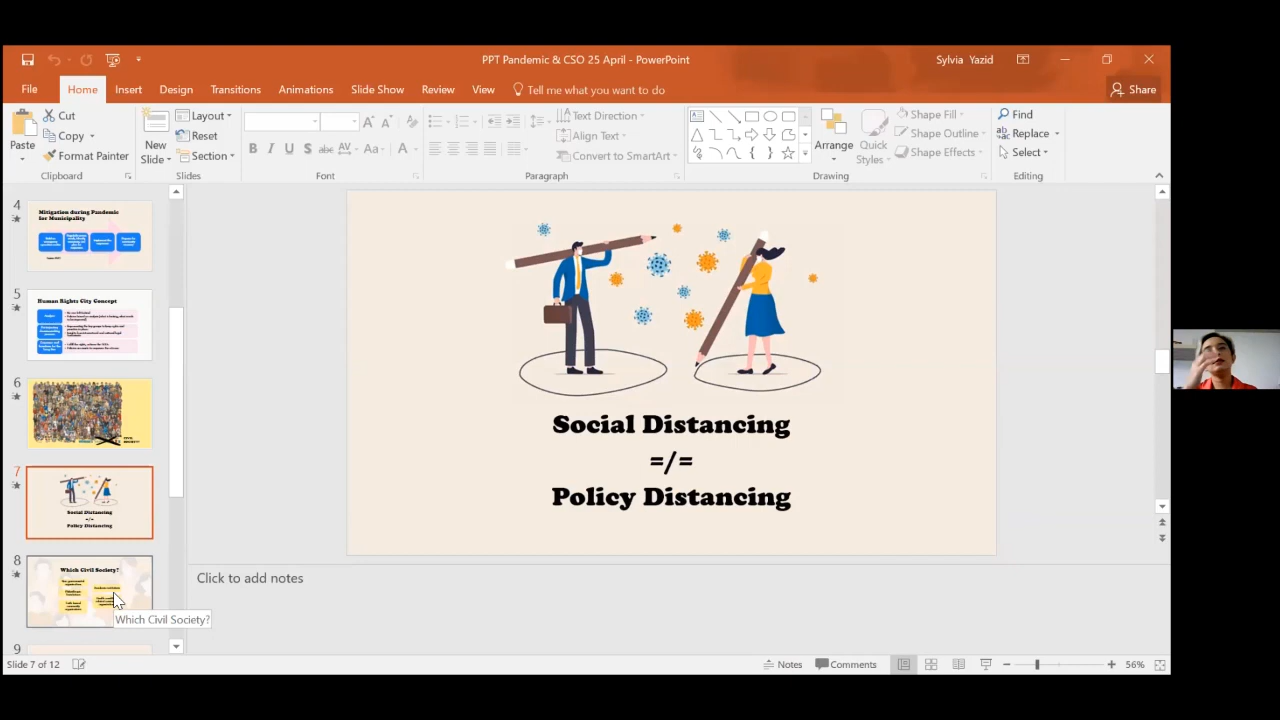 PPT Pandemic & CSO 25 April - PowerPoint
Sylvia Yazid
File Home Insert Design Transitions Animations Slide Show Review View Tell me what you want to do
Share
Paste
Cut
Copy
Format Painter
Clipboard
New
Slide
Layout
Reset
Section
Slides
B I U S abc AV Aa A
Font
Text Direction
Align Text
Convert to SmartArt
Paragraph
Arrange
Quick
Styles
Shape Fill
Shape Outline
Shape Effects
Drawing
Find
Replace
Select
Editing
4
Mitigation during Pandemic
for Municipality
5
Human Rights City Concept
6
7
Social Distancing
=/=
Policy Distancing
8
Which Civil Society?
Which Civil Society?
9
Social Distancing
=/=
Policy Distancing
Click to add notes
Slide 7 of 12
Notes
Comments
56%